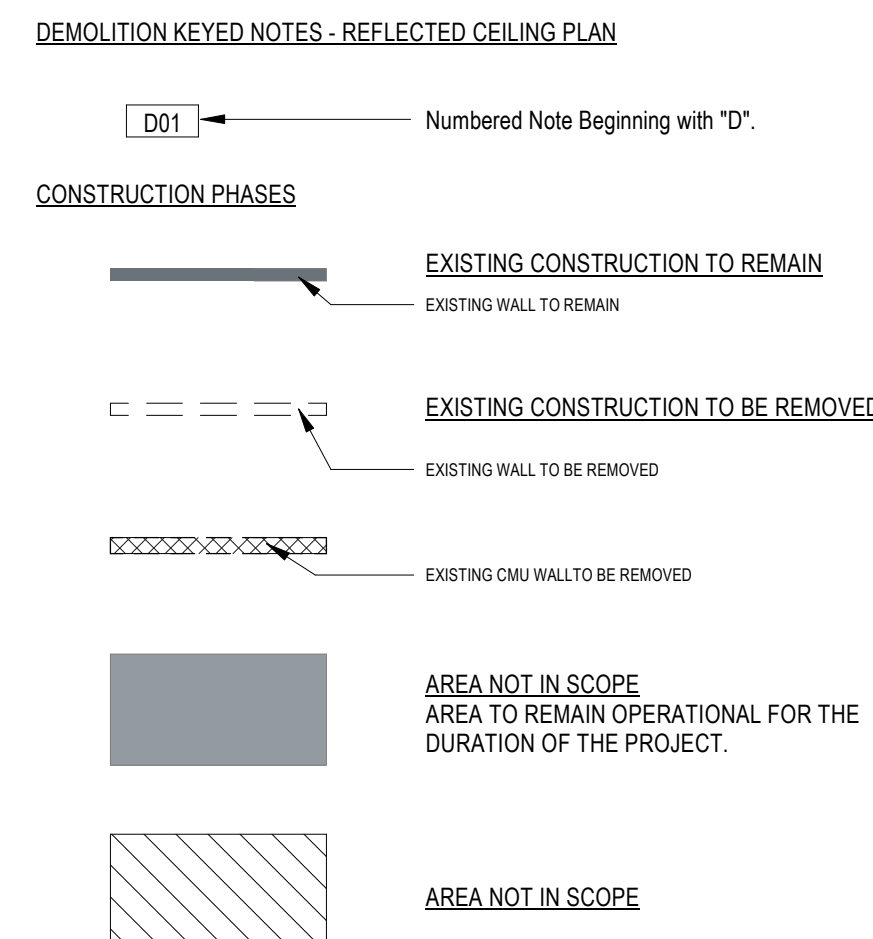 DEMOLITION KEYED NOTES - REFLECTED CEILING PLAN
D01
Numbered Note Beginning with "D".
CONSTRUCTION PHASES
EXISTING CONSTRUCTION TO REMAIN
EXISTING WALL TO REMAIN
EXISTING CONSTRUCTION TO BE REMOVED
EXISTING WALL TO BE REMOVED
EXISTING CMU WALLTO BE REMOVED
AREA NOT IN SCOPE
AREA TO REMAIN OPERATIONAL FOR THE
DURATION OF THE PROJECT.
AREA NOT IN SCOPE